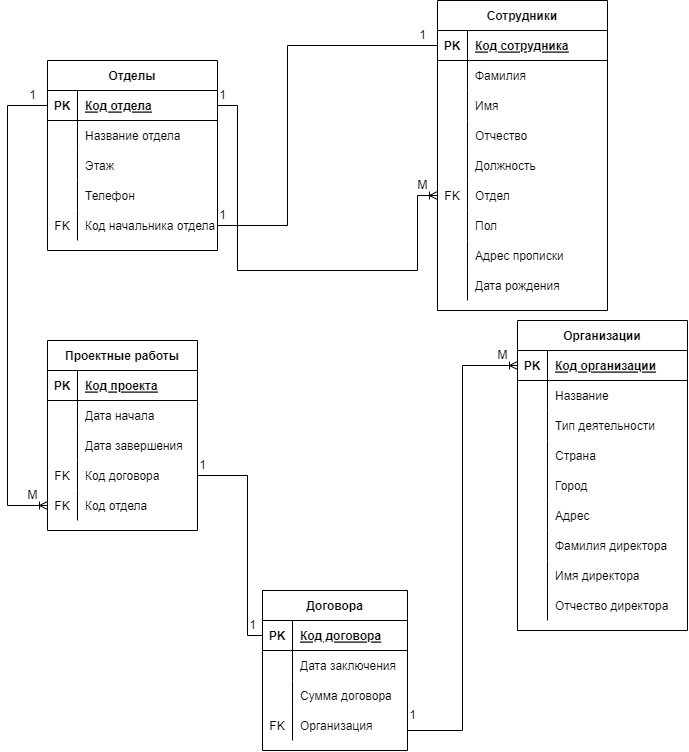 Сотрудники
1
PK Код сотрудника
Фамилия
Имя
Отчество
Должность
M
FK Отдел
Пол
Адрес прописки
Дата рождения
Отделы
1
PK Код отдела
1
Название отдела
Этаж
Телефон
FK Код начальника отдела
1
Организации
M
PK Код организации
Название
Тип деятельности
Страна
Город
Адрес
Фамилия директора
Имя директора
Отчество директора
Проектные работы
PK Код проекта
Дата начала
Дата завершения
FK Код договора
1
M
FK Код отдела
Договора
1
PK Код договора
Дата заключения
Сумма договора
FK Организация
1